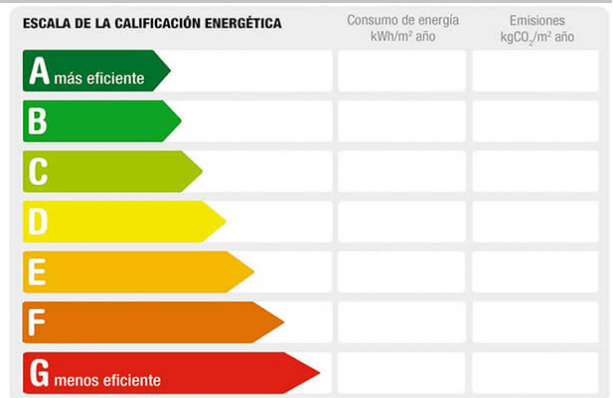 ESCALA DE LA CALIFICACIÓN ENERGÉTICA
Consumo de energía
kWh/m² año
Emisiones
kgCO₂/m² año
A más eficiente
B
C
D
E
F
G menos eficiente